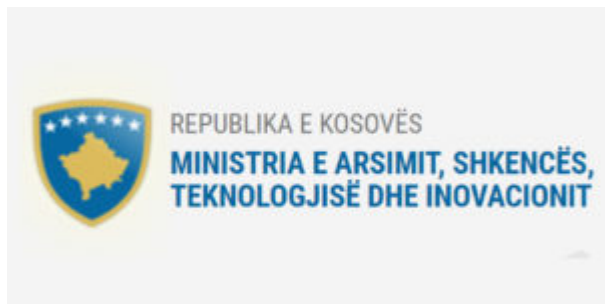 REPUBLIKA E KOSOVËS
MINISTRIA E ARSIMIT, SHKENCËS,
TEKNOLOGJISË DHE INOVACIONIT